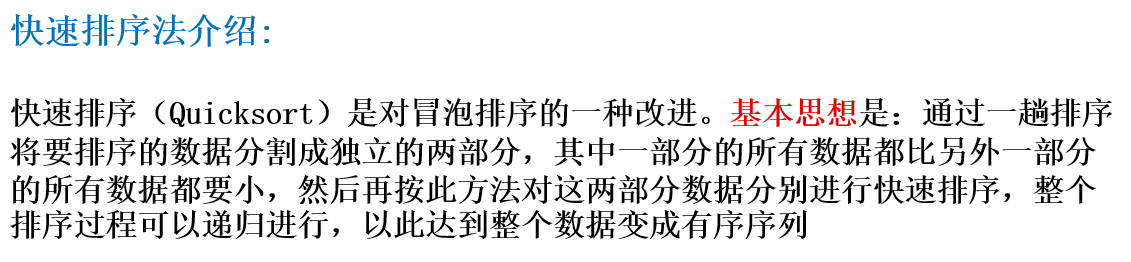 快速排序法介绍:
快速排序（Quicksort）是对冒泡排序的一种改进。基本思想是：通过一趟排序
将要排序的数据分割成独立的两部分，其中一部分的所有数据都比另外一部分
的所有数据都要小，然后再按此方法对这两部分数据分别进行快速排序，整个
排序过程可以递归进行，以此达到整个数据变成有序序列